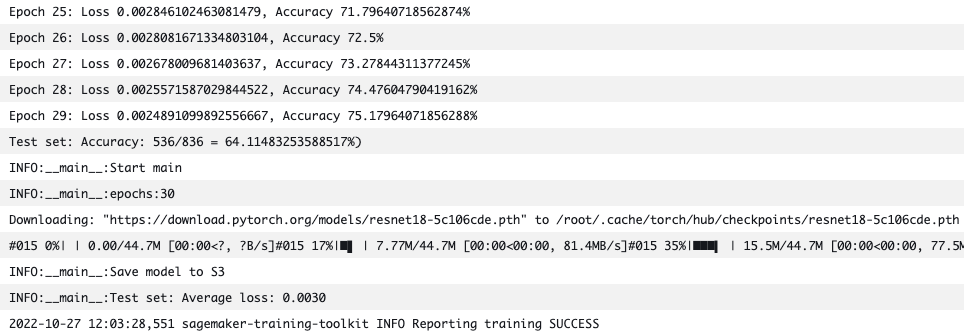 Epoch 25: Loss 0.002846102463081479, Accuracy 71.79640718562874%
Epoch 26: Loss 0.0028081671334803104, Accuracy 72.5%
Epoch 27: Loss 0.002678009681403637, Accuracy 73.27844311377245%
Epoch 28: Loss 0.0025571587029844522, Accuracy 74.47604790419162%
Epoch 29: Loss 0.0024891099892556667, Accuracy 75.17964071856288%
Test set: Accuracy: 536/836 = 64.11483253588517%)
INFO:__main__:Start main
INFO:__main__:epochs:30
Downloading: "https://download.pytorch.org/models/resnet18-5c106cde.pth" to /root/.cache/torch/hub/checkpoints/resnet18-5c106cde.pth
#015 0%| | 0.00/44.7M [00:00<?, ?B/s]#015 17%|█▋ | 7.77M/44.7M [00:00<00:00, 81.4MB/s]#015 35%|███▍ | 15.5M/44.7M [00:00<00:00, 77.5M
INFO:__main__:Save model to S3
INFO:__main__:Test set: Average loss: 0.0030
2022-10-27 12:03:28,551 sagemaker-training-toolkit INFO Reporting training SUCCESS